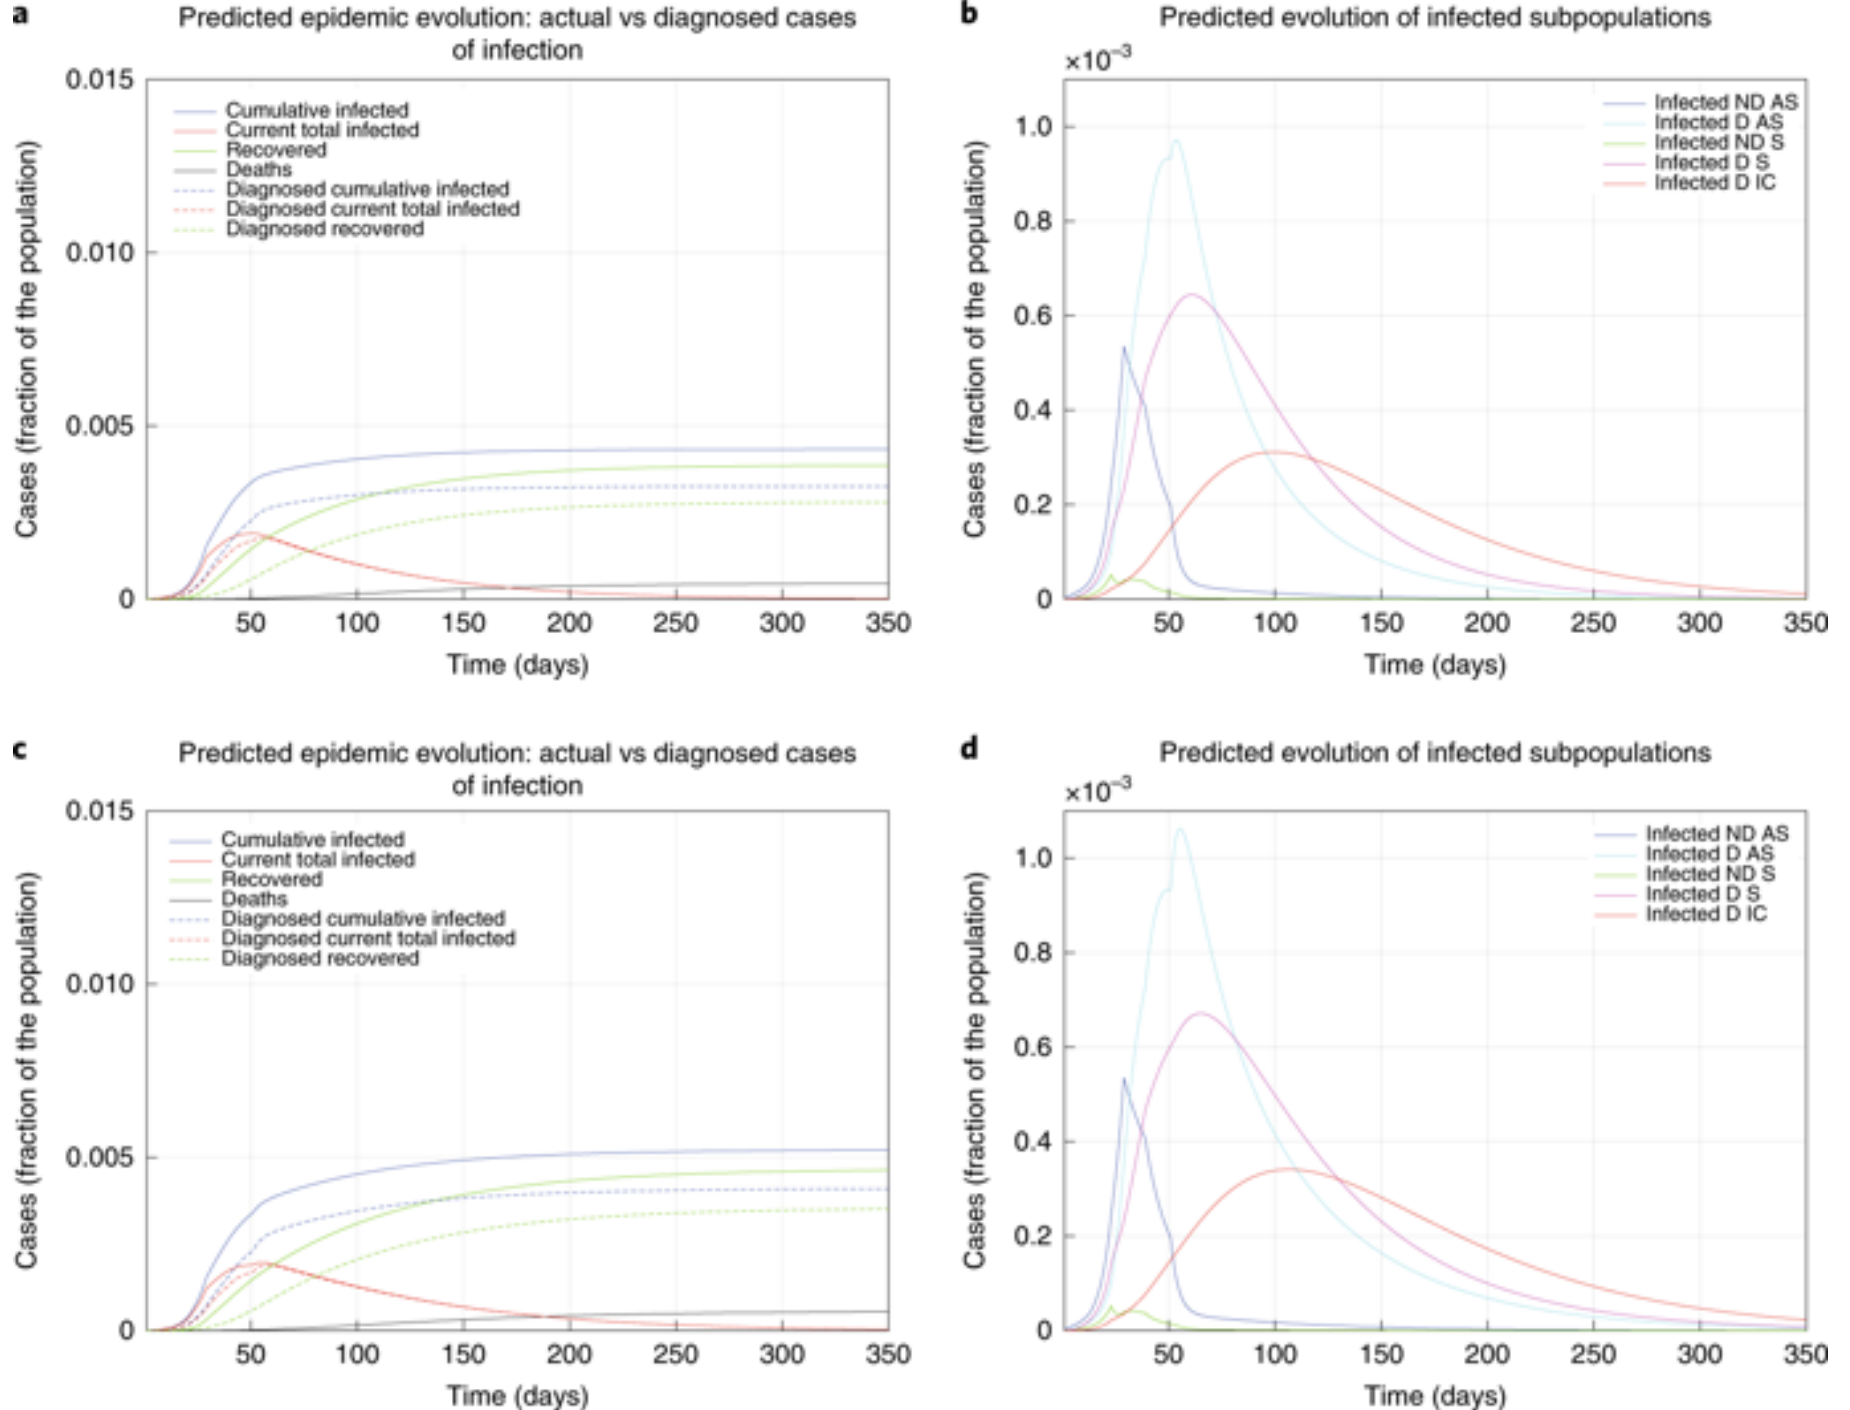 a
Predicted epidemic evolution: actual vs diagnosed cases
of infection
0.015
0.010
0.005
0
Cases (fraction of the population)
Cumulative infected
Current total infected
Recovered
Deaths
Diagnosed cumulative infected
Diagnosed current total infected
Diagnosed recovered
50 100 150 200 250 300 350
Time (days)
b
Predicted evolution of infected subpopulations
×10⁻³
1.0
0.8
0.6
0.4
0.2
0
Cases (fraction of the population)
Infected ND AS
Infected D AS
Infected ND S
Infected D S
Infected D IC
50 100 150 200 250 300 350
Time (days)
c
Predicted epidemic evolution: actual vs diagnosed cases
of infection
0.015
0.010
0.005
0
Cases (fraction of the population)
Cumulative infected
Current total infected
Recovered
Deaths
Diagnosed cumulative infected
Diagnosed current total infected
Diagnosed recovered
50 100 150 200 250 300 350
Time (days)
d
Predicted evolution of infected subpopulations
×10⁻³
1.0
0.8
0.6
0.4
0.2
0
Cases (fraction of the population)
Infected ND AS
Infected D AS
Infected ND S
Infected D S
Infected D IC
50 100 150 200 250 300 350
Time (days)